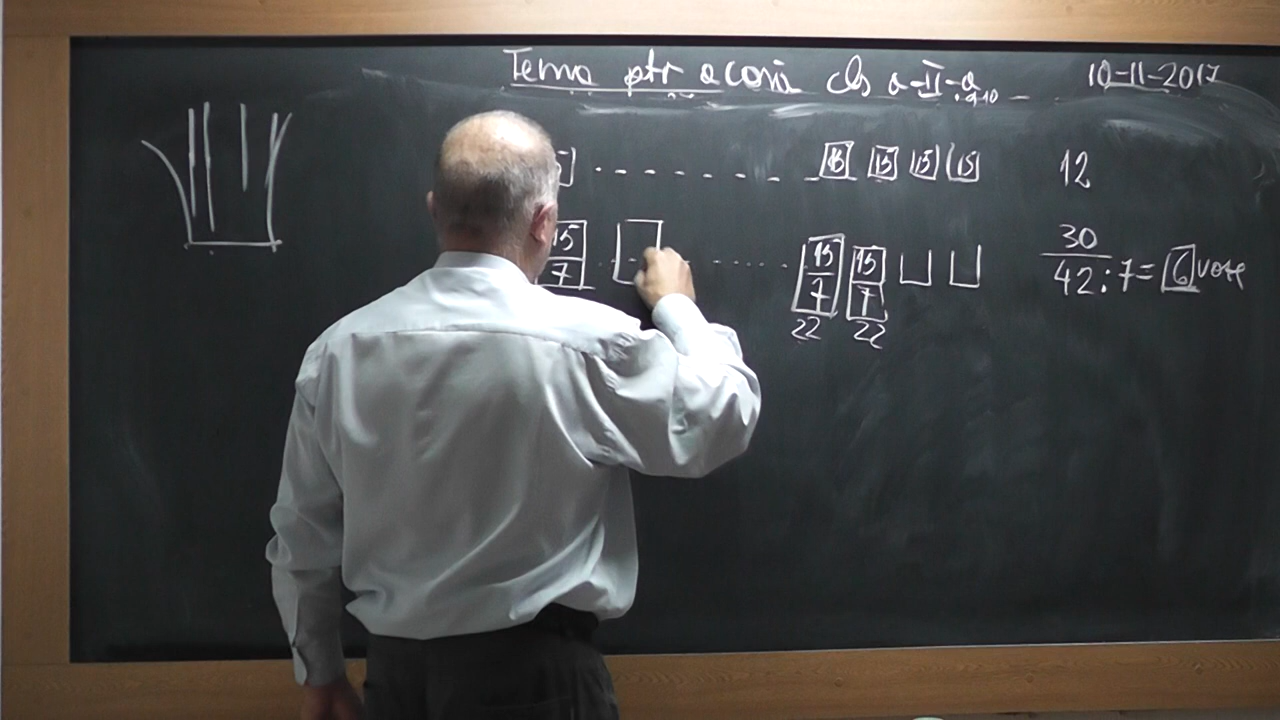 Tema ptr acasă cls a-II-a 10-11-2017
15 15 15 15 12
15 15 15 30
7 7 7 42:7=6 vase
22 22